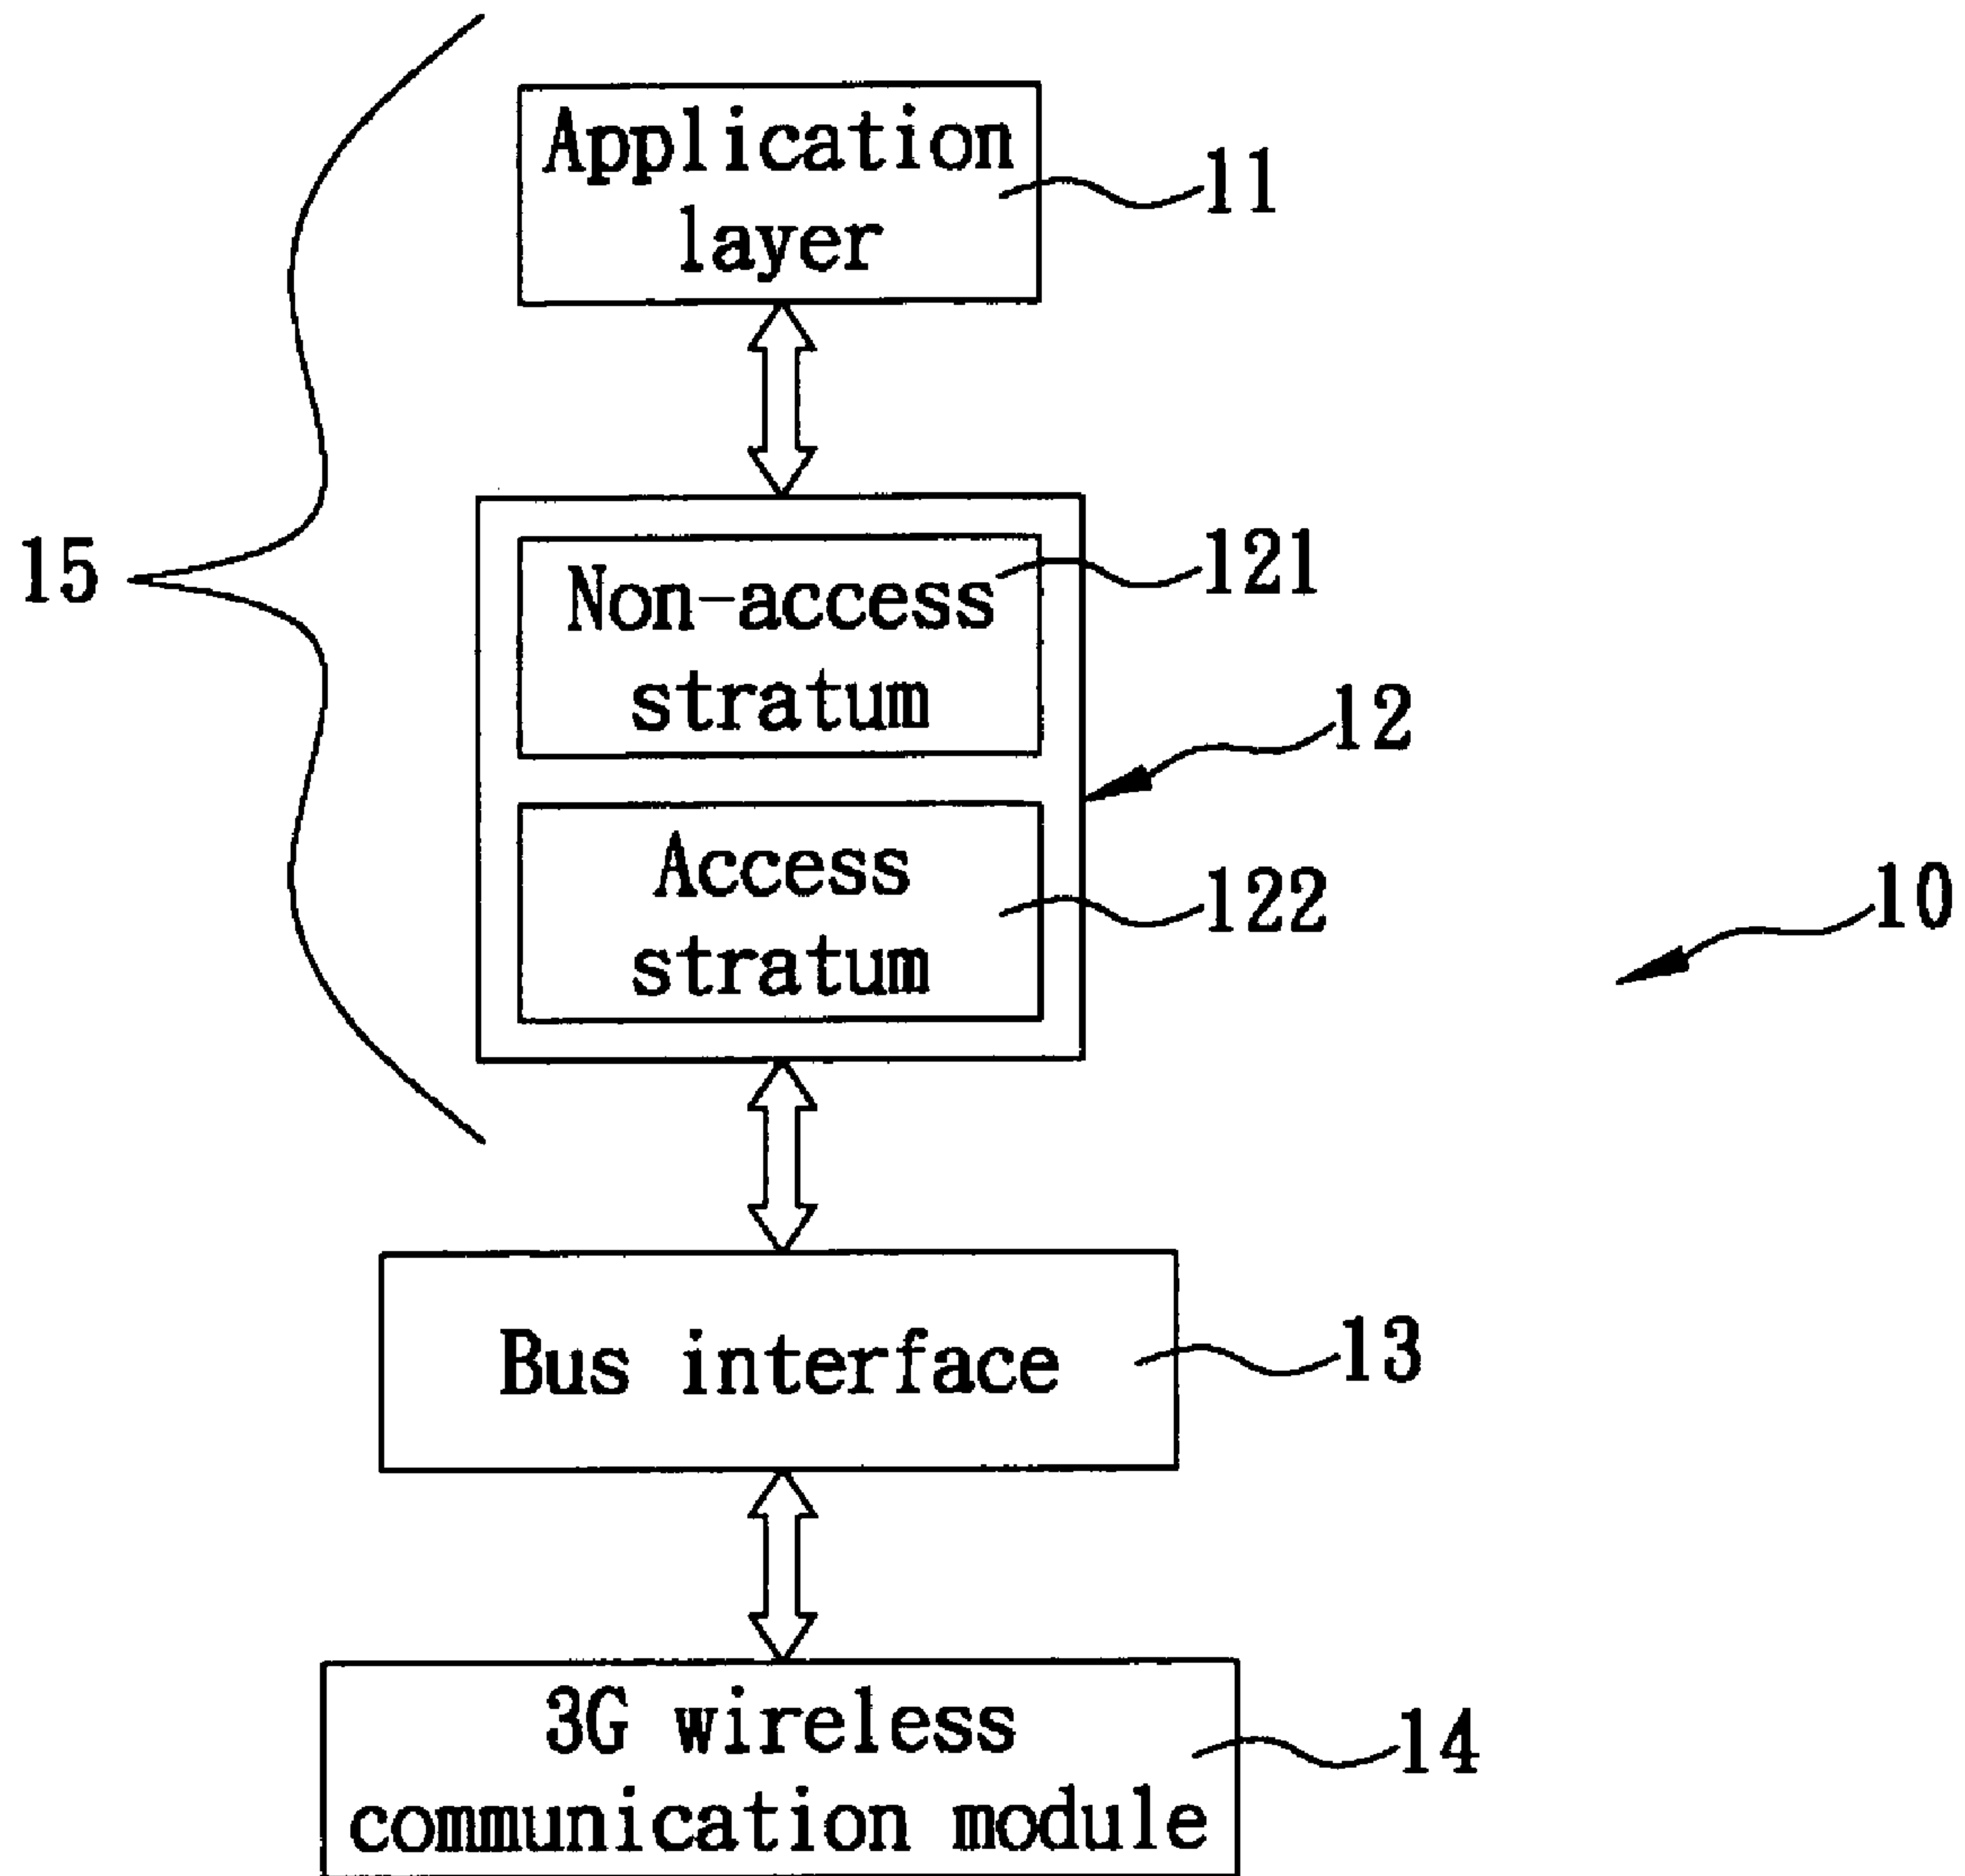 Application
layer
11
15
Non-access
stratum
121
12
Access
stratum
122
10
Bus interface
13
3G wireless
communication module
14